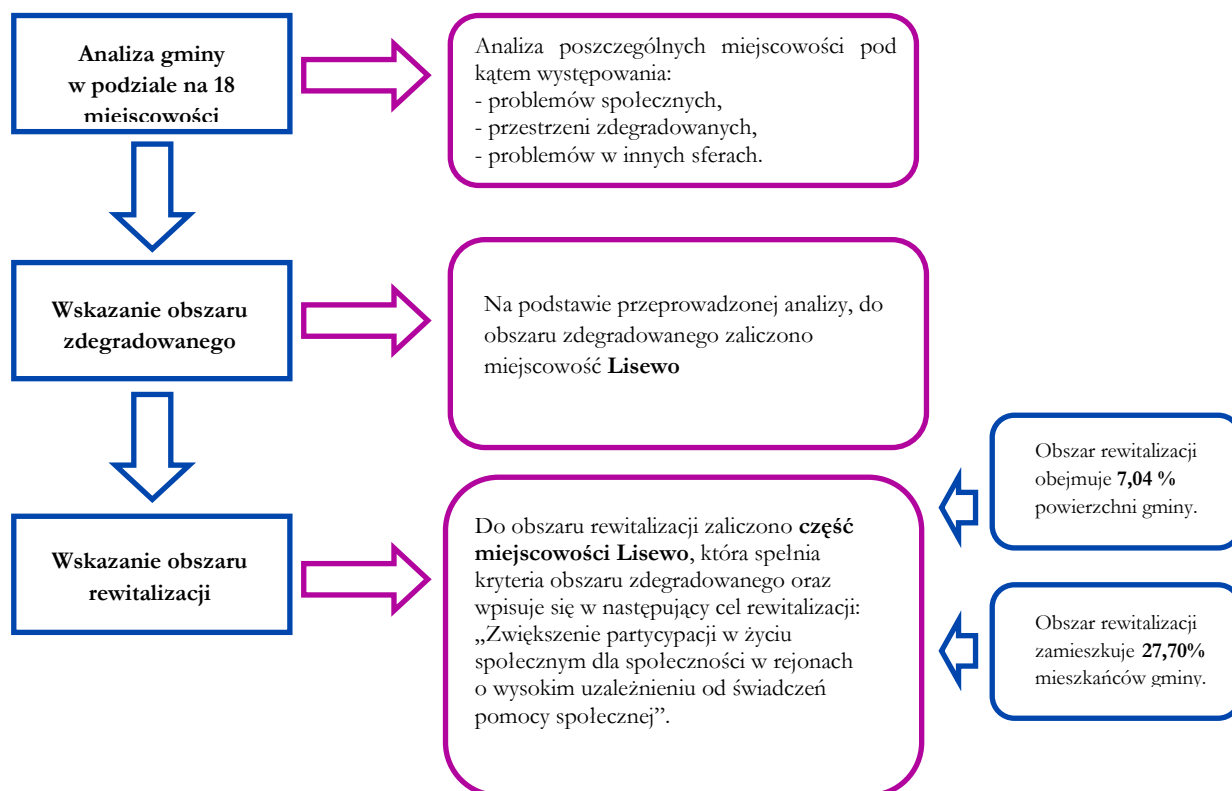 Analiza gminy
w podziale na 18
miejscowości
Analiza poszczególnych miejscowości pod
kątem występowania:
- problemów społecznych,
- przestrzeni zdegradowanych,
- problemów w innych sferach.
Wskazanie obszaru
zdegradowanego
Na podstawie przeprowadzonej analizy, do
obszaru zdegradowanego zaliczono
miejscowość Lisewo
Wskazanie obszaru
rewitalizacji
Do obszaru rewitalizacji zaliczono część
miejscowości Lisewo, która spełnia
kryteria obszaru zdegradowanego oraz
wpisuje się w następujący cel rewitalizacji:
„Zwiększenie partycypacji w życiu
społecznym dla społeczności w rejonach
o wysokim uzależnieniu od świadczeń
pomocy społecznej”.
Obszar rewitalizacji
obejmuje 7,04 %
powierzchni gminy.
Obszar rewitalizacji
zamieszkuje 27,70%
mieszkańców gminy.